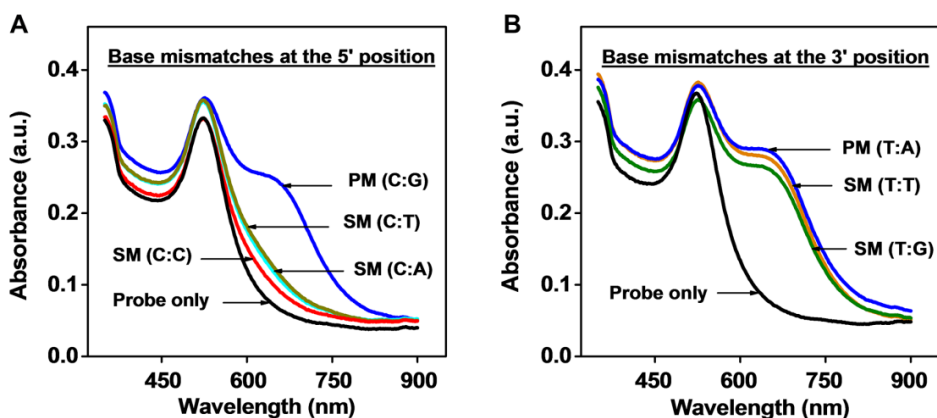 A
Base mismatches at the 5' position
Absorbance (a.u.)
0.4
0.3
0.2
0.1
0.0
PM (C:G)
SM (C:T)
SM (C:C)
SM (C:A)
Probe only
450 600 750 900
Wavelength (nm)
B
Base mismatches at the 3' position
Absorbance (a.u.)
0.4
0.3
0.2
0.1
0.0
PM (T:A)
SM (T:T)
SM (T:G)
Probe only
450 600 750 900
Wavelength (nm)